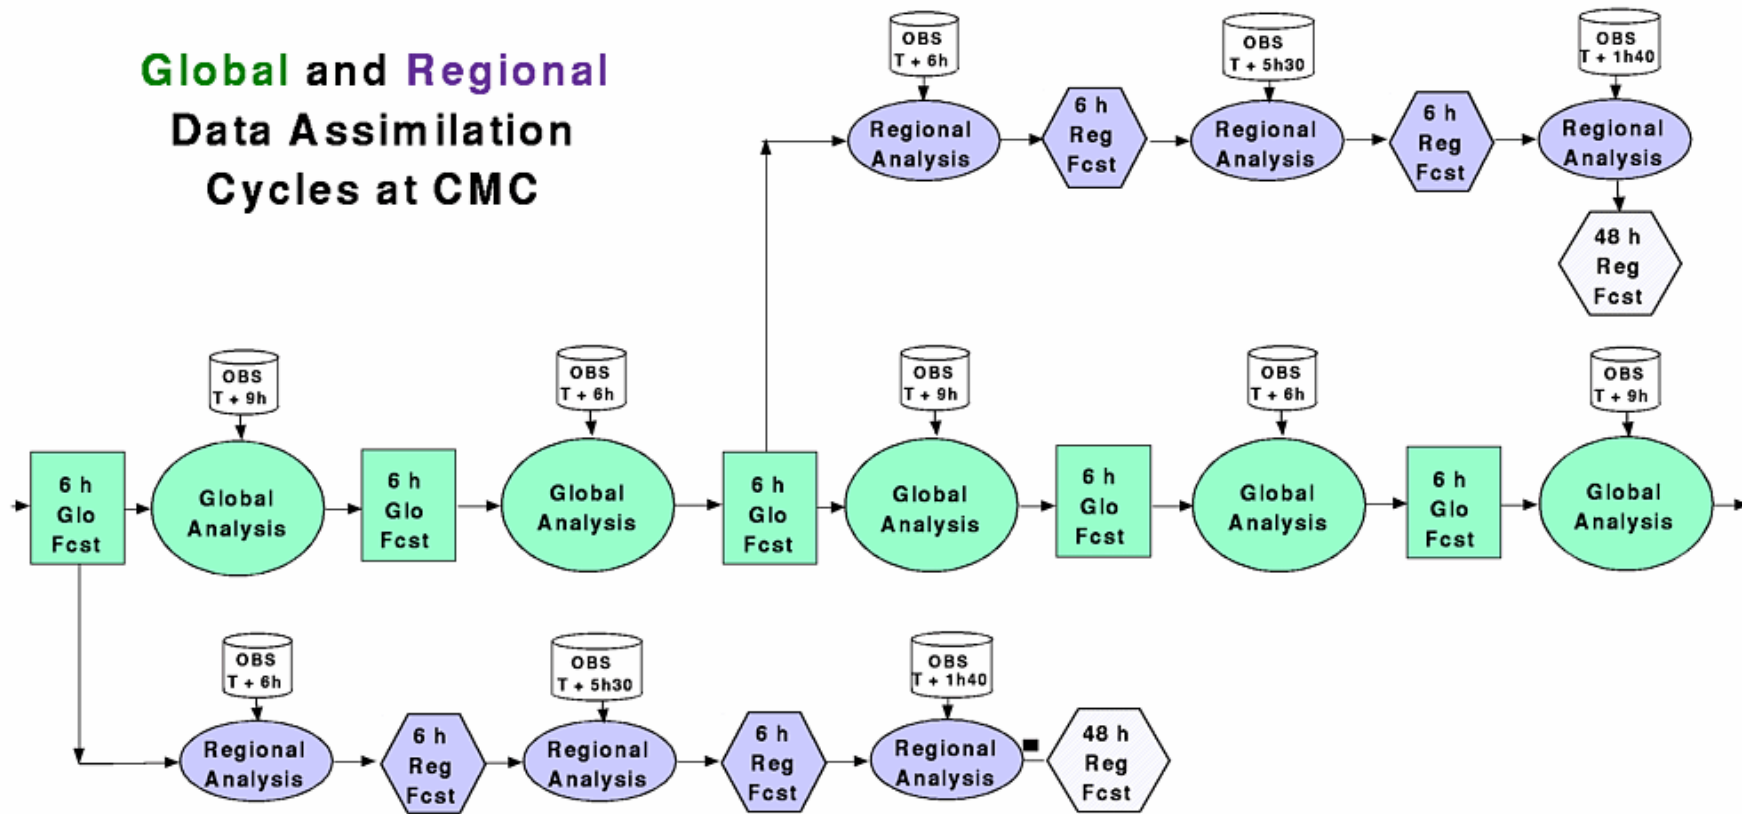 Global and Regional
Data Assimilation
Cycles at CMC
OBS
T + 6h
OBS
T + 5h30
OBS
T + 1h40
Regional
Analysis
6 h
Reg
Fcst
Regional
Analysis
6 h
Reg
Fcst
Regional
Analysis
48 h
Reg
Fcst
OBS
T + 9h
OBS
T + 6h
OBS
T + 9h
OBS
T + 6h
OBS
T + 9h
6 h
Glo
Fcst
Global
Analysis
6 h
Glo
Fcst
Global
Analysis
6 h
Glo
Fcst
Global
Analysis
6 h
Glo
Fcst
Global
Analysis
6 h
Glo
Fcst
Global
Analysis
OBS
T + 6h
OBS
T + 5h30
OBS
T + 1h40
Regional
Analysis
6 h
Reg
Fcst
Regional
Analysis
6 h
Reg
Fcst
Regional
Analysis
48 h
Reg
Fcst